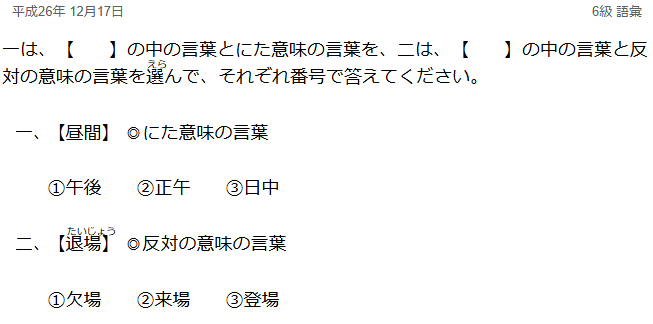 平成26年 12月17日 6級 語彙
一は、【　　】の中の言葉とにた意味の言葉を、二は、【　　】の中の言葉と反
対の意味の言葉を選んで、それぞれ番号で答えてください。
えら
一、【昼間】 ◎にた意味の言葉
①午後　②正午　③日中
たいじょう
二、【退場】 ◎反対の意味の言葉
①欠場　②来場　③登場